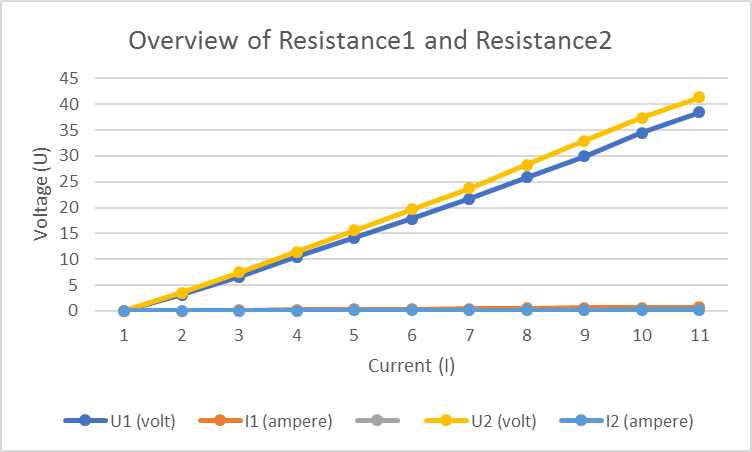 Overview of Resistance1 and Resistance2
Voltage (U)
45
40
35
30
25
20
15
10
5
0
1 2 3 4 5 6 7 8 9 10 11
Current (I)
U1 (volt) I1 (ampere) U2 (volt) I2 (ampere)